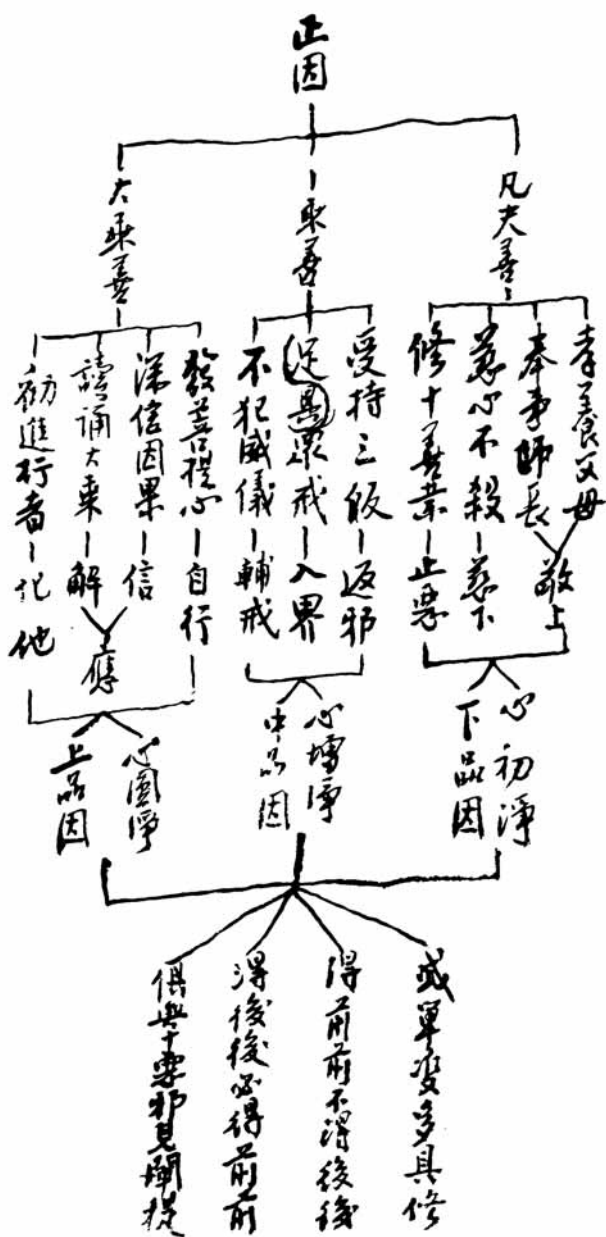 正因
凡夫善
孝養父母
奉事師長
敬上
慈心不殺
慈下
修十善業
止惡
心初淨
下品因
乘善
受持三皈
返邪
足具眾戒
入界
不犯威儀
輔戒
心增淨
中品因
大乘善
發菩提心
自行
深信因果
信
讀誦大乘
解
應
勸進行者
化他
心圓淨
上品因
或單雙多具修
得前前不得後後
得後後必得前前
俱無十惡邪見闡提